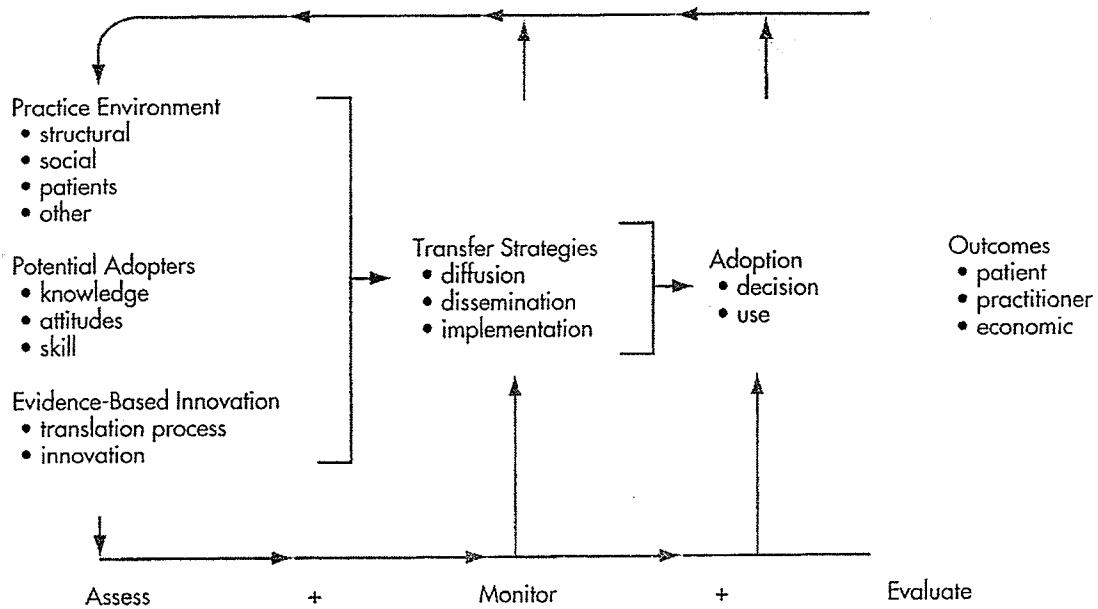 Practice Environment
• structural
• social
• patients
• other
Potential Adopters
• knowledge
• attitudes
• skill
Evidence-Based Innovation
• translation process
• innovation
Transfer Strategies
• diffusion
• dissemination
• implementation
Adoption
• decision
• use
Outcomes
• patient
• practitioner
• economic
Assess + Monitor + Evaluate